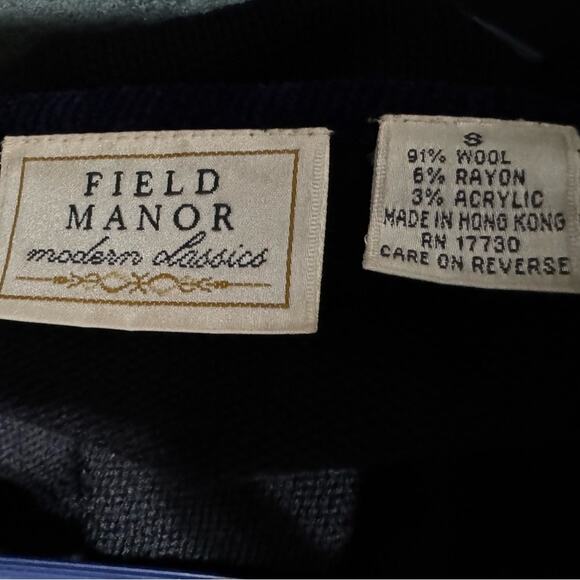 FIELD
MANOR
modern classics
S
91% WOOL
6% RAYON
3% ACRYLIC
MADE IN HONG KONG
RN 17730
CARE ON REVERSE